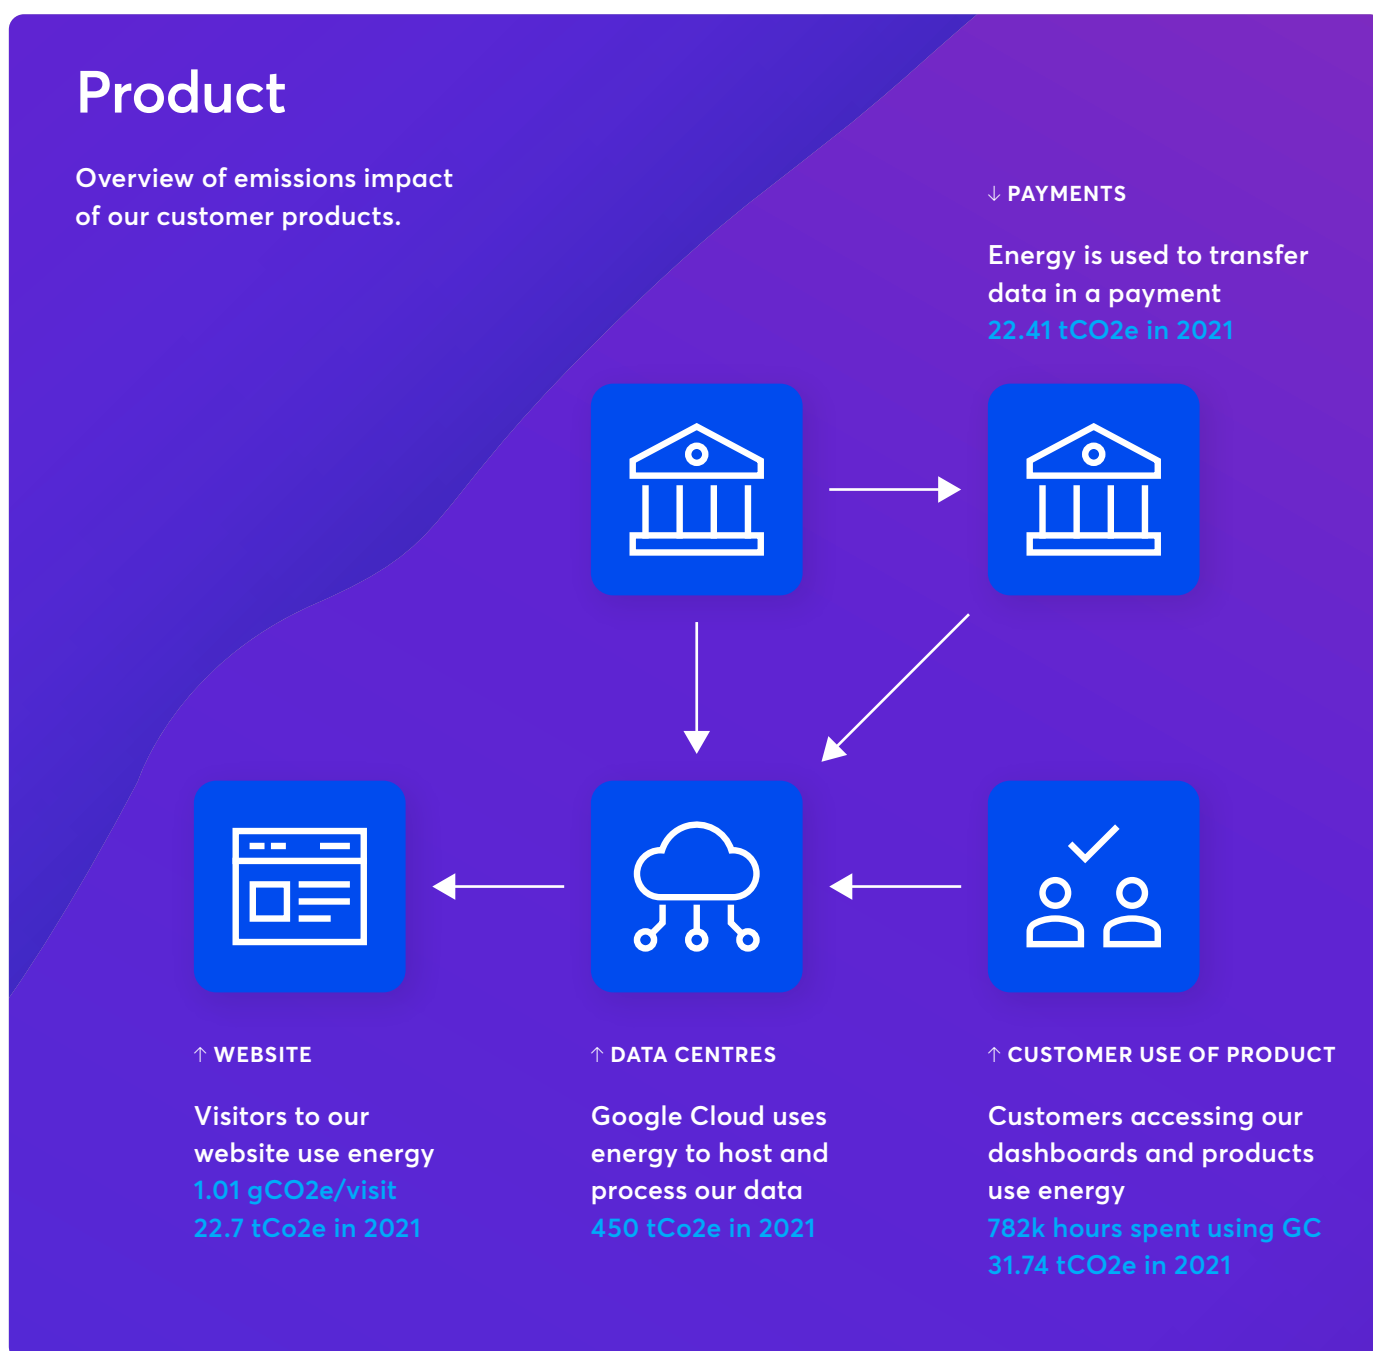 Product
Overview of emissions impact
of our customer products.
↓ PAYMENTS
Energy is used to transfer
data in a payment
22.41 tCO2e in 2021
↑ WEBSITE
Visitors to our
website use energy
1.01 gCO2e/visit
22.7 tCo2e in 2021
↑ DATA CENTRES
Google Cloud uses
energy to host and
process our data
450 tCo2e in 2021
↑ CUSTOMER USE OF PRODUCT
Customers accessing our
dashboards and products
use energy
782k hours spent using GC
31.74 tCO2e in 2021